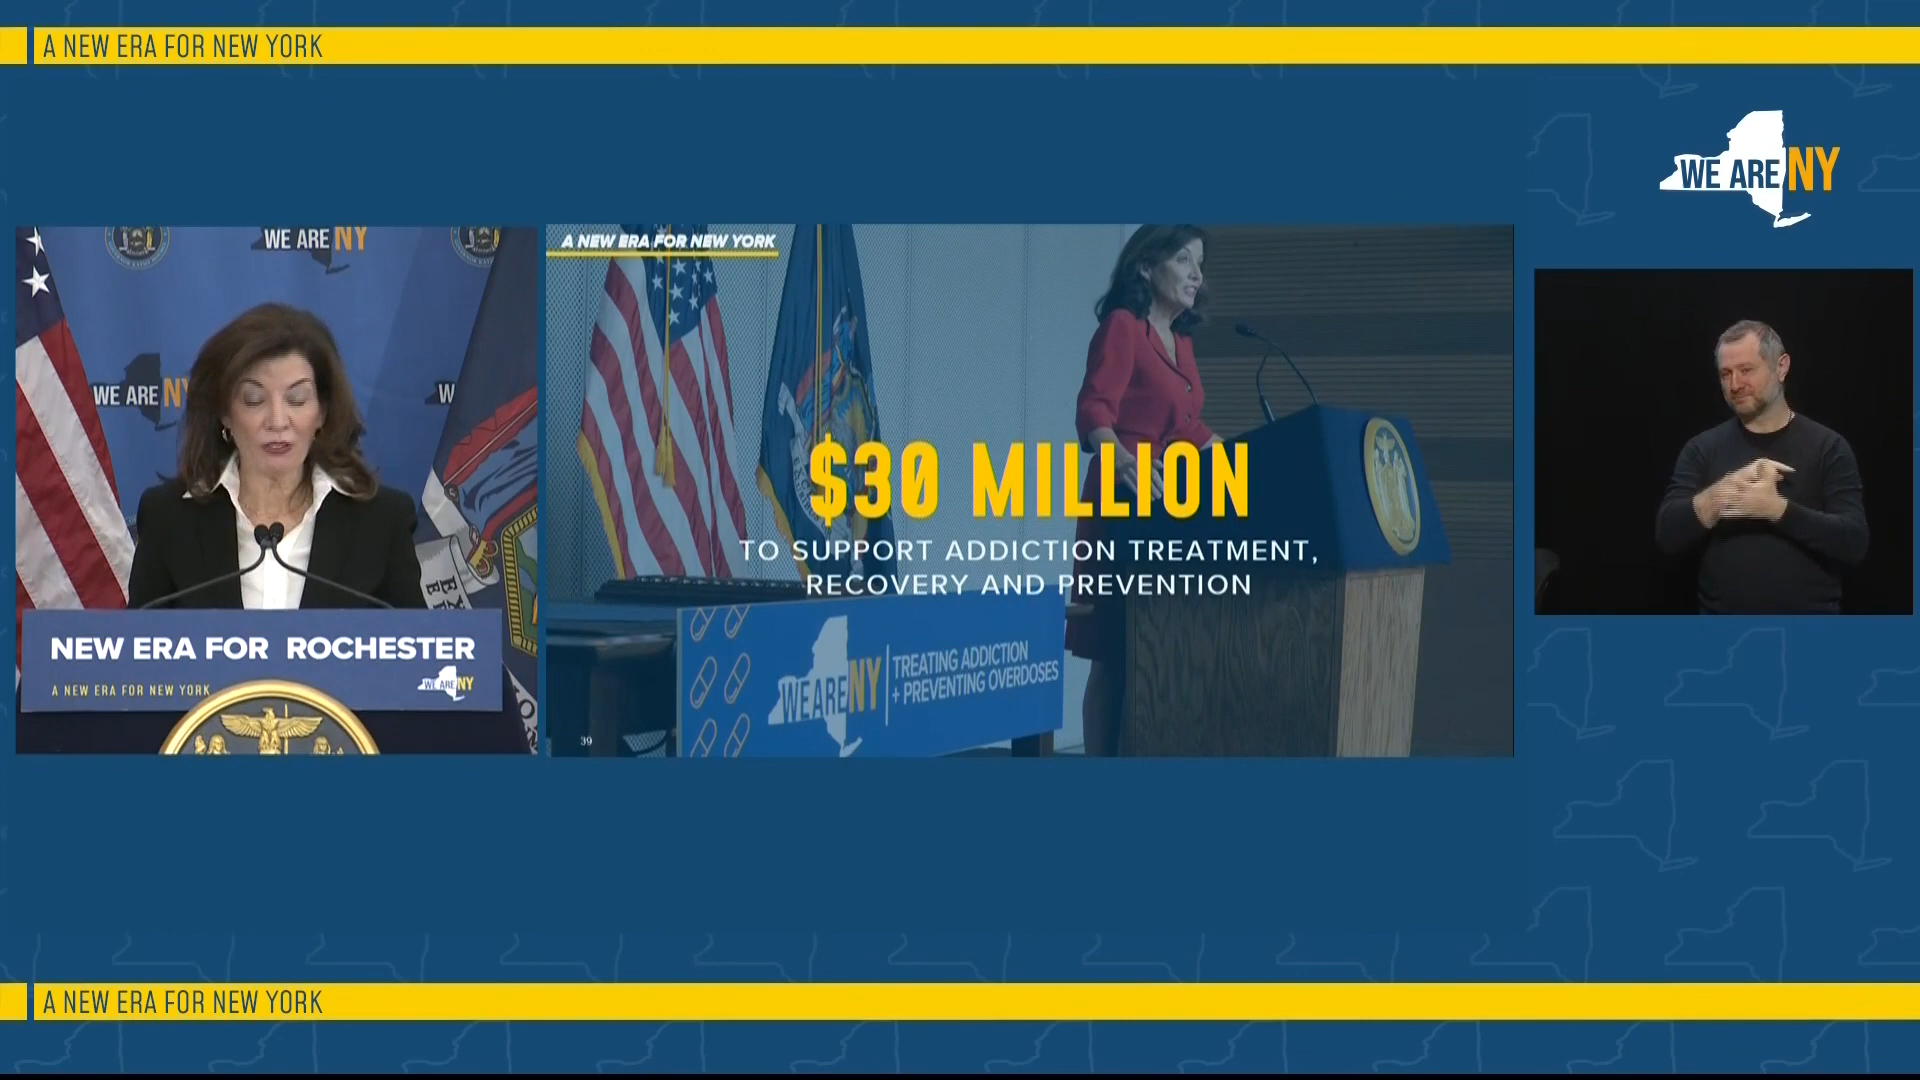 A NEW ERA FOR NEW YORK
WE ARE NY
WE ARE NY
WE ARE NY
W
NEW ERA FOR ROCHESTER
A NEW ERA FOR NEW YORK
WE ARE NY
A NEW ERA FOR NEW YORK
$30 MILLION
TO SUPPORT ADDICTION TREATMENT,
RECOVERY AND PREVENTION
WE ARE NY
TREATING ADDICTION
+ PREVENTING OVERDOSES
39
A NEW ERA FOR NEW YORK